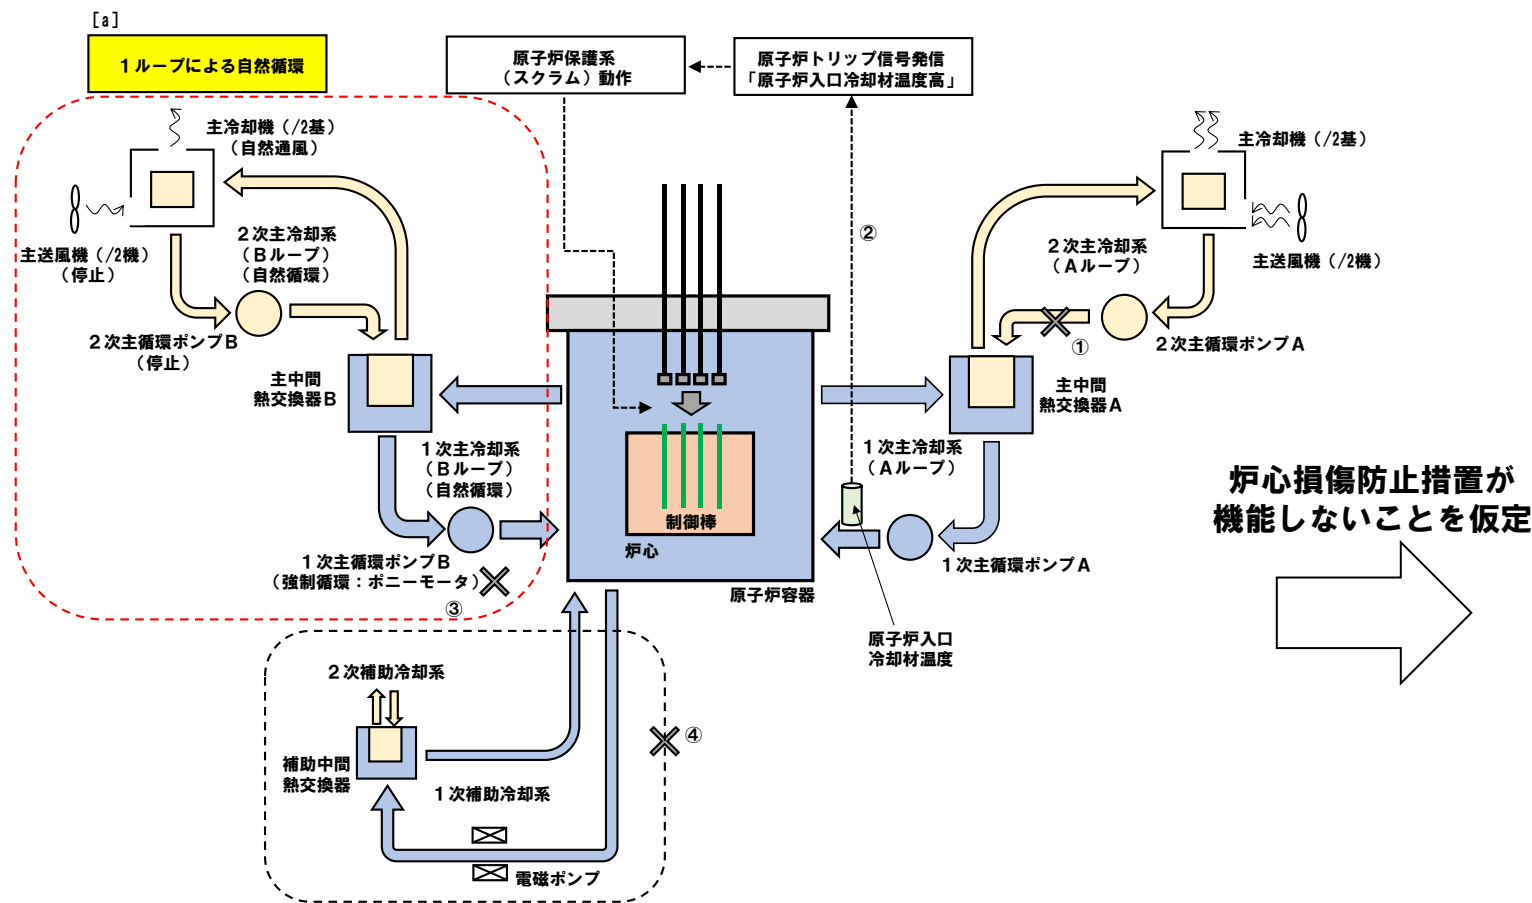 [a]
１ループによる自然循環
原子炉保護系
（スクラム）動作
原子炉トリップ信号発信
「原子炉入口冷却材温度高」
主冷却機（/2基）
（自然通風）
主送風機（/2機）
（停止）
２次主冷却系
（Ｂループ）
（自然循環）
２次主循環ポンプＢ
（停止）
主中間
熱交換器Ｂ
１次主冷却系
（Ｂループ）
（自然循環）
１次主循環ポンプＢ
（強制循環：ポニーモータ）
③
制御棒
炉心
原子炉容器
②
主冷却機（/2基）
主送風機（/2機）
２次主冷却系
（Ａループ）
①
２次主循環ポンプＡ
主中間
熱交換器Ａ
１次主冷却系
（Ａループ）
１次主循環ポンプＡ
原子炉入口
冷却材温度
炉心損傷防止措置が
機能しないことを仮定
２次補助冷却系
④
補助中間
熱交換器
１次補助冷却系
電磁ポンプ